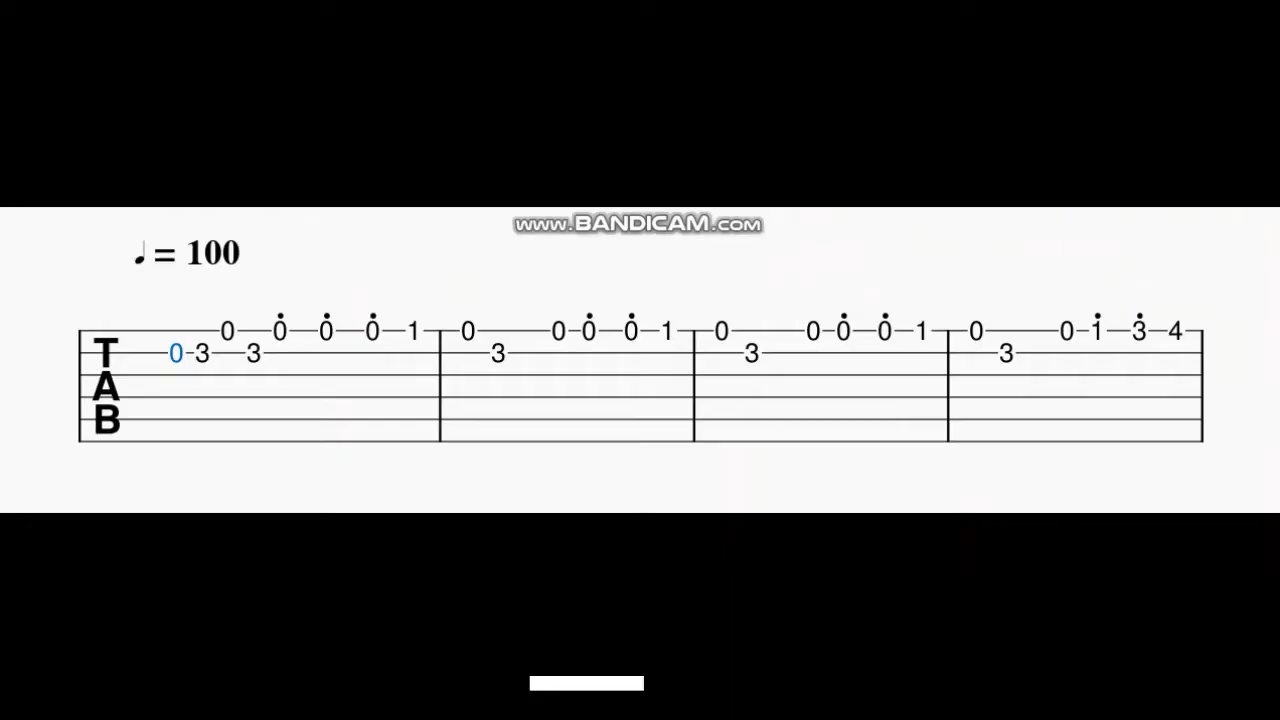 www.BANDICAM.com
♩ = 100
0 0 0 0 1 0 0 0 0 1 0 0 0 0 1 0 0 1 3 4
T 0 3 3 3 3 3
A
B